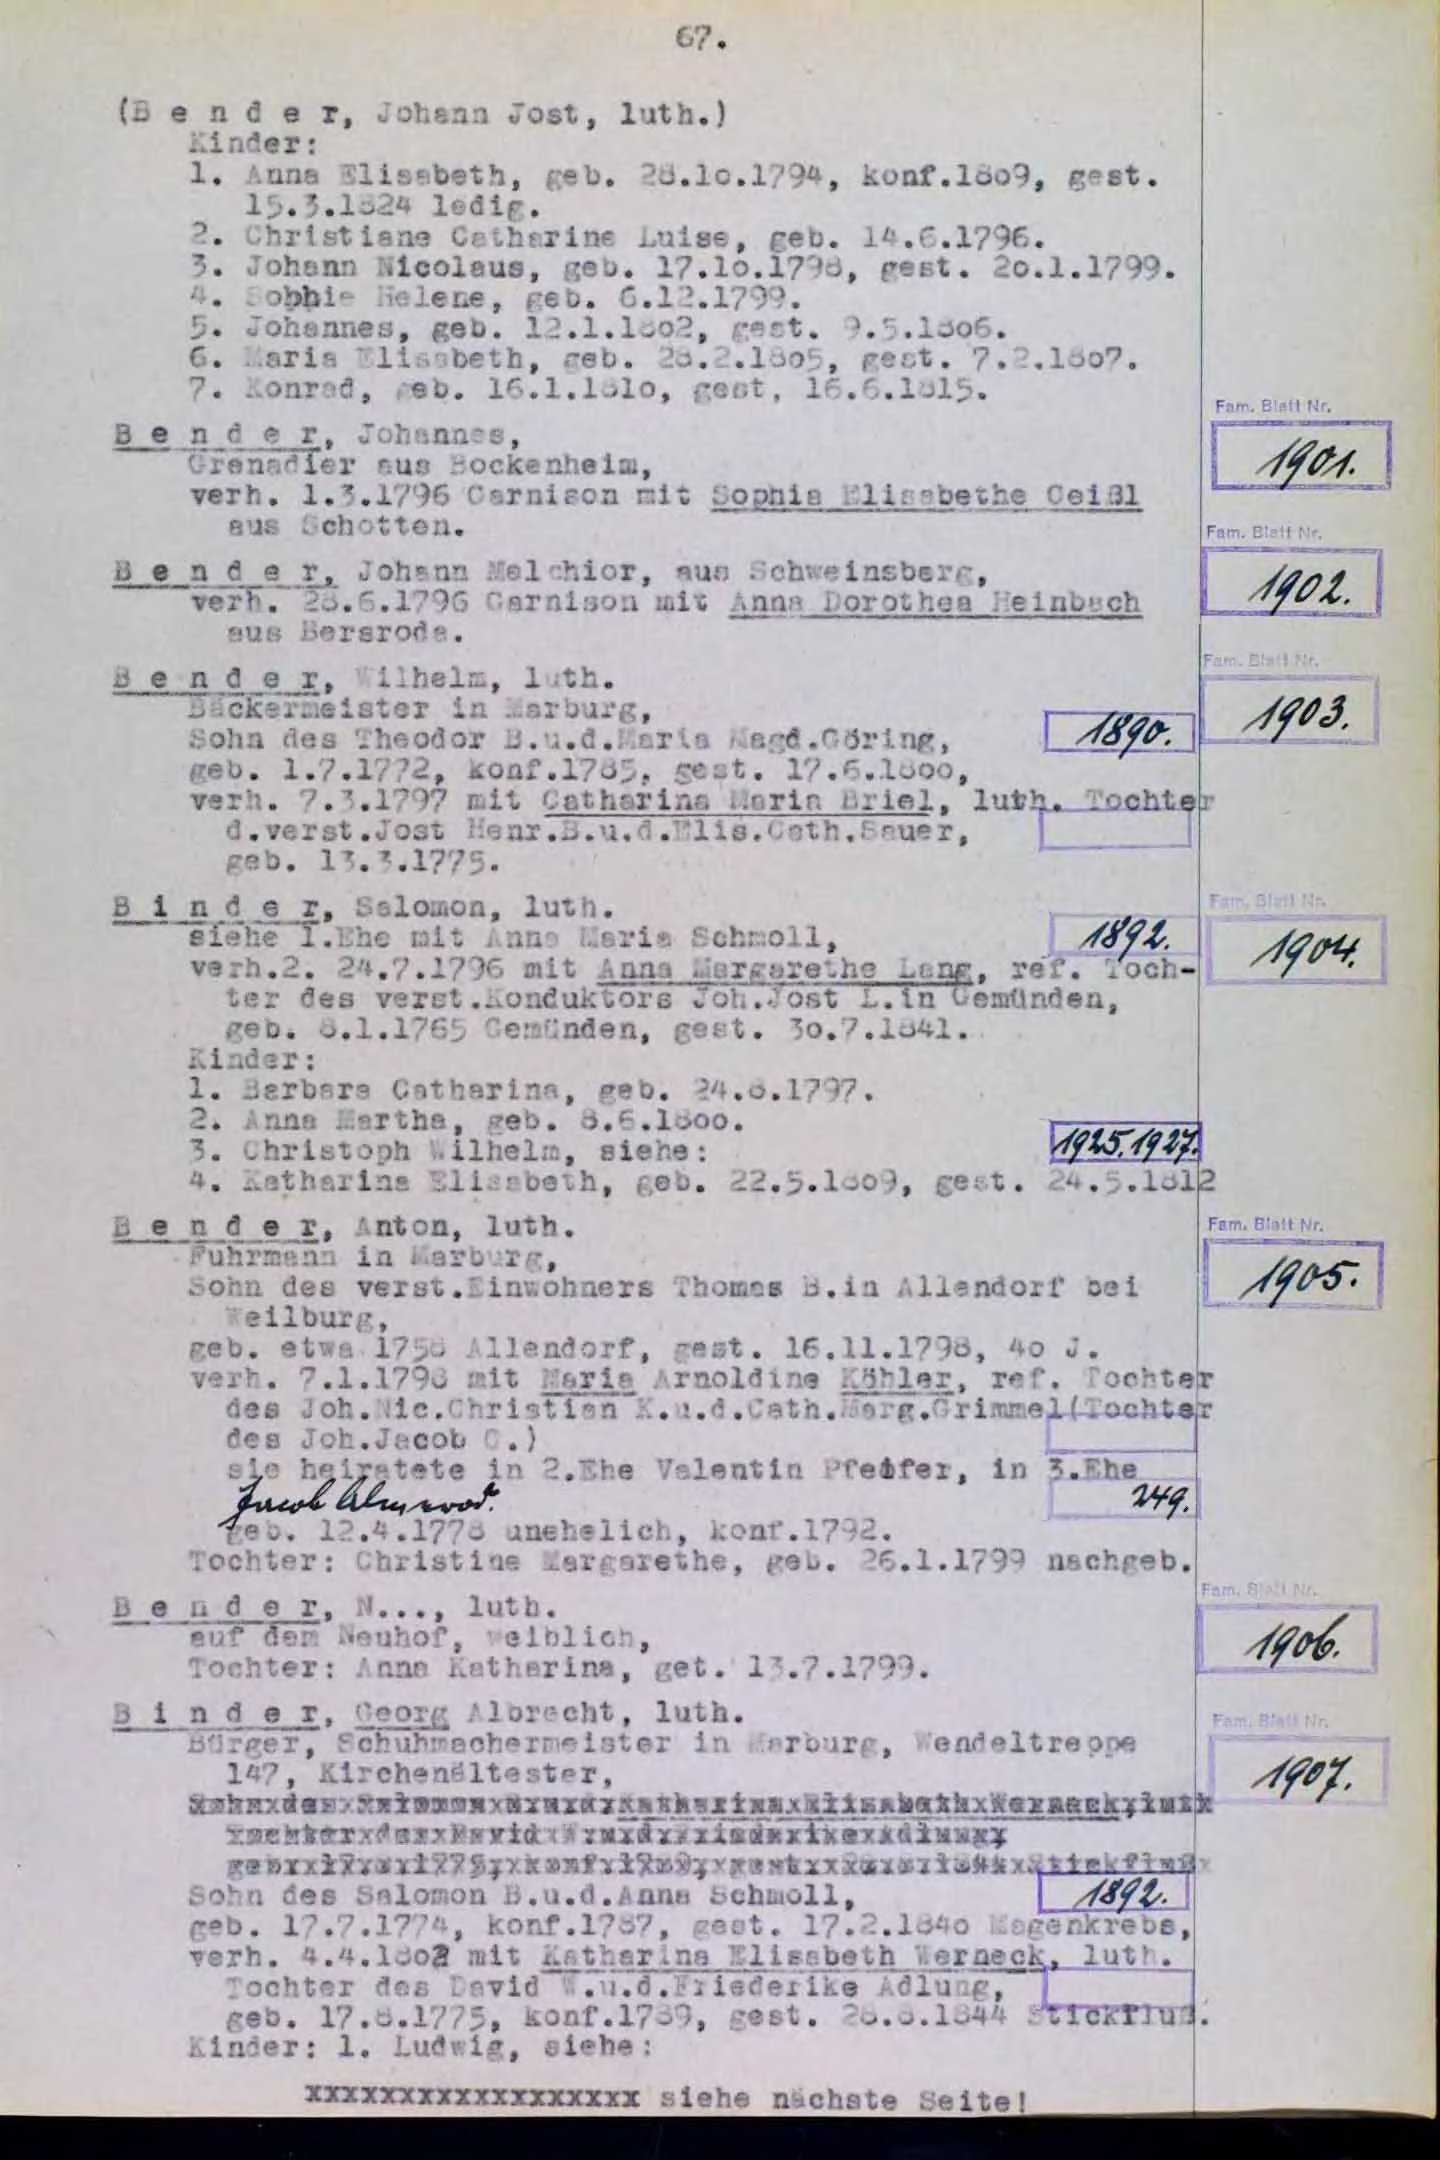 67.
(B e n d e r, Johann Jost, luth.)
Kinder:
1. Anna Elisabeth, geb. 28.10.1794, konf.1809, gest.
15.3.1824 ledig.
2. Christiane Catharine Luise, geb. 14.6.1796.
3. Johann Nicolaus, geb. 17.10.1798, gest. 20.1.1799.
4. Sophie Helene, geb. 6.12.1799.
5. Johannes, geb. 12.1.1802, gest. 9.5.1806.
6. Maria Elisabeth, geb. 28.2.1805, gest. 7.2.1807.
7. Konrad, geb. 16.1.1810, gest, 16.6.1815.
Fam. Blatt Nr.
B e n d e r, Johannes,
1901.
Grenadier aus Bockenheim,
verh. 1.3.1796 Garnison mit Sophia Elisabethe Geißl
aus Schotten.
Fam. Blatt Nr.
B e n d e r, Johann Melchior, aus Schweinsberg,
1902.
verh. 28.6.1796 Garnison mit Anna Dorothea Heinbach
aus Bersrode.
Fam. Blatt Nr.
B e n d e r, Wilhelm, luth.
1903.
Bäckermeister in Marburg,
Sohn des Theodor B.u.d.Maria Magd.Göring,
1890.
geb. 1.7.1772, konf.1785, gest. 17.6.1800,
verh. 7.3.1797 mit Catharina Maria Briel, luth. Tochter
d.verst.Jost Henr.B.u.d.Elis.Cath.Sauer,
geb. 13.3.1775.
Fam. Blatt Nr.
B i n d e r, Salomon, luth.
1904.
siehe 1.Ehe mit Anna Maria Schmoll,
1892.
verh.2. 24.7.1796 mit Anna Margarethe Lang, ref. Toch-
ter des verst.Konduktors Joh.Jost L.in Gemünden,
geb. 8.1.1765 Gemünden, gest. 30.7.1841.
Kinder:
1. Barbara Catharina, geb. 24.8.1797.
2. Anna Martha, geb. 8.6.1800.
3. Christoph Wilhelm, siehe:
1925.1927.
4. Katharina Elisabeth, geb. 22.5.1809, gest. 24.5.1812
Fam. Blatt Nr.
B e n d e r, Anton, luth.
1905.
Fuhrmann in Marburg,
Sohn des verst.Einwohners Thomas B.in Allendorf bei
Weilburg,
geb. etwa 1758 Allendorf, gest. 16.11.1798, 40 J.
verh. 7.1.1798 mit Maria Arnoldine Köhler, ref. Tochter
des Joh.Nic.Christian K.u.d.Cath.Marg.Grimmel(Tochter
des Joh.Jacob G.)
sie heiratete in 2.Ehe Valentin Pfeifer, in 3.Ehe
Jacob
249.
geb. 12.4.1778 unehelich, konf.1792.
Tochter: Christine Margarethe, geb. 26.1.1799 nachgeb.
Fam. Blatt Nr.
B e n d e r, N..., luth.
1906.
auf dem Neuhof, weiblich,
Tochter: Anna Katharina, get. 13.7.1799.
Fam. Blatt Nr.
B i n d e r, Georg Albrecht, luth.
1907.
Bürger, Schuhmachermeister in Marburg, Wendeltreppe
147, Kirchenältester,
Sohn des Salomon B.u.d.Anna Schmoll,
1892.
geb. 17.7.1774, konf.1787, gest. 17.2.1840 Magenkrebs,
verh. 4.4.1802 mit Katharina Elisabeth Werneck, luth.
Tochter des David W.u.d.Friederike Adlung,
geb. 17.8.1775, konf.1789, gest. 28.8.1844 Stickfluß.
Kinder: 1. Ludwig, siehe:
xxxxxxxxxxxxxxxxxx siehe nächste Seite!